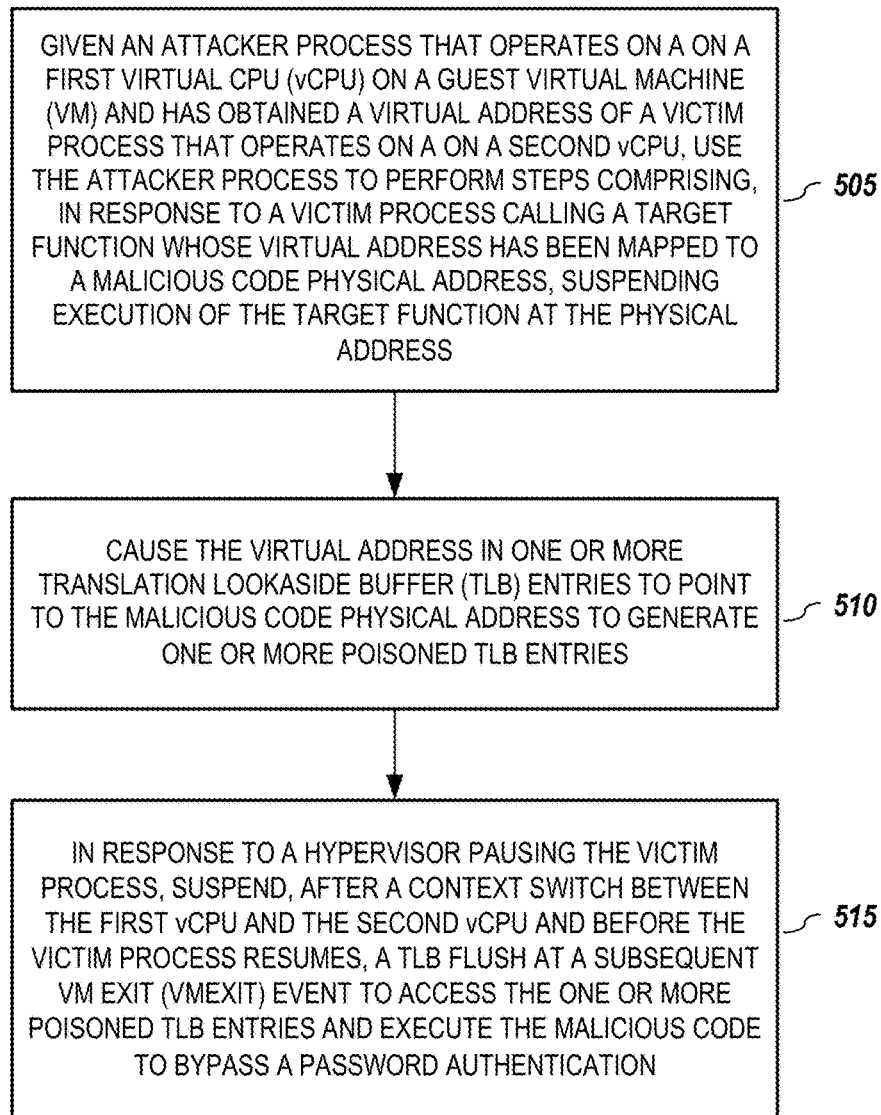 GIVEN AN ATTACKER PROCESS THAT OPERATES ON A ON A
FIRST VIRTUAL CPU (vCPU) ON A GUEST VIRTUAL MACHINE
(VM) AND HAS OBTAINED A VIRTUAL ADDRESS OF A VICTIM
PROCESS THAT OPERATES ON A ON A SECOND vCPU, USE
THE ATTACKER PROCESS TO PERFORM STEPS COMPRISING,
IN RESPONSE TO A VICTIM PROCESS CALLING A TARGET
FUNCTION WHOSE VIRTUAL ADDRESS HAS BEEN MAPPED TO
A MALICIOUS CODE PHYSICAL ADDRESS, SUSPENDING
EXECUTION OF THE TARGET FUNCTION AT THE PHYSICAL
ADDRESS
505
CAUSE THE VIRTUAL ADDRESS IN ONE OR MORE
TRANSLATION LOOKASIDE BUFFER (TLB) ENTRIES TO POINT
TO THE MALICIOUS CODE PHYSICAL ADDRESS TO GENERATE
ONE OR MORE POISONED TLB ENTRIES
510
IN RESPONSE TO A HYPERVISOR PAUSING THE VICTIM
PROCESS, SUSPEND, AFTER A CONTEXT SWITCH BETWEEN
THE FIRST vCPU AND THE SECOND vCPU AND BEFORE THE
VICTIM PROCESS RESUMES, A TLB FLUSH AT A SUBSEQUENT
VM EXIT (VMEXIT) EVENT TO ACCESS THE ONE OR MORE
POISONED TLB ENTRIES AND EXECUTE THE MALICIOUS CODE
TO BYPASS A PASSWORD AUTHENTICATION
515